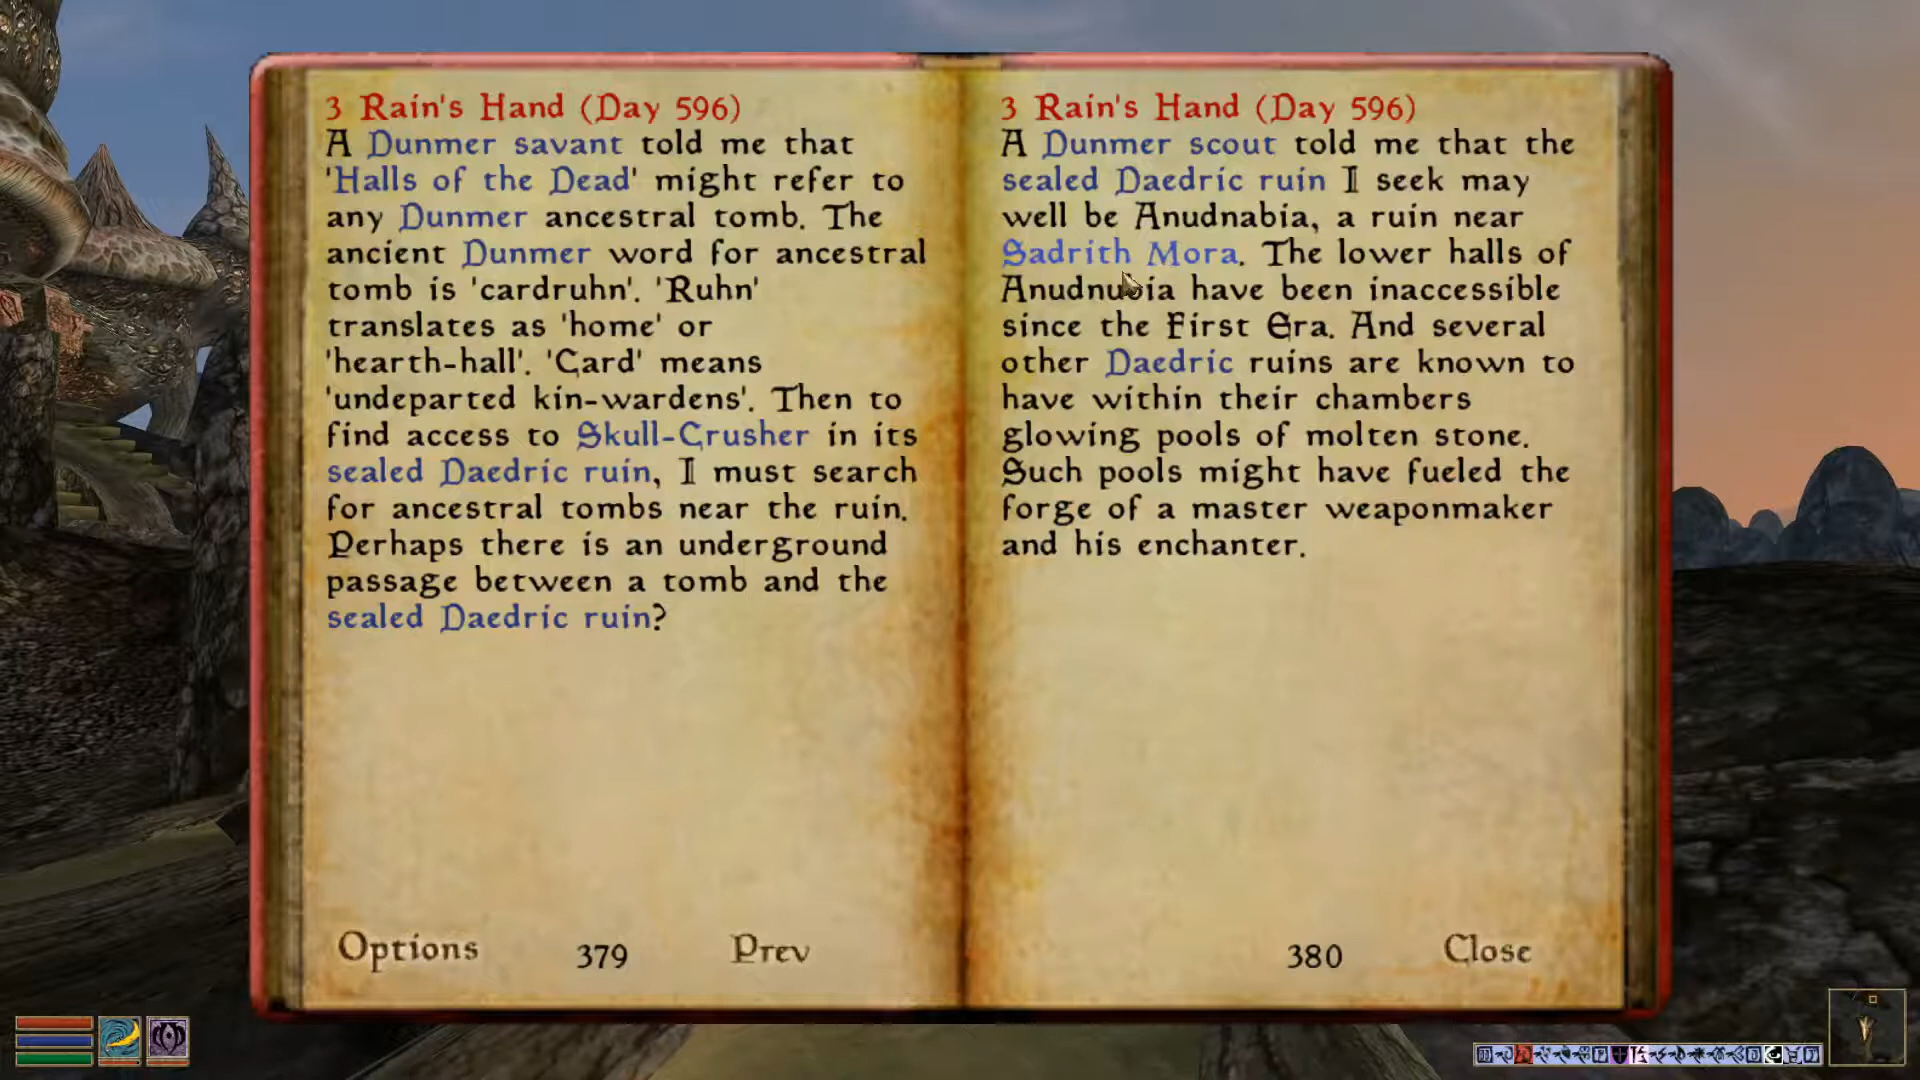 3 Rain's Hand (Day 596)
A Dunmer savant told me that
'Halls of the Dead' might refer to
any Dunmer ancestral tomb. The
ancient Dunmer word for ancestral
tomb is 'cardruhn'. 'Ruhn'
translates as 'home' or
'hearth-hall'. 'Card' means
'undeparted kin-wardens'. Then to
find access to Skull-Crusher in its
sealed Daedric ruin, I must search
for ancestral tombs near the ruin.
Perhaps there is an underground
passage between a tomb and the
sealed Daedric ruin?
Options
379
Prev
3 Rain's Hand (Day 596)
A Dunmer scout told me that the
sealed Daedric ruin I seek may
well be Anudnabia, a ruin near
Sadrith Mora. The lower halls of
Anudnabia have been inaccessible
since the First Era. And several
other Daedric ruins are known to
have within their chambers
glowing pools of molten stone.
Such pools might have fueled the
forge of a master weaponmaker
and his enchanter.
380
Close